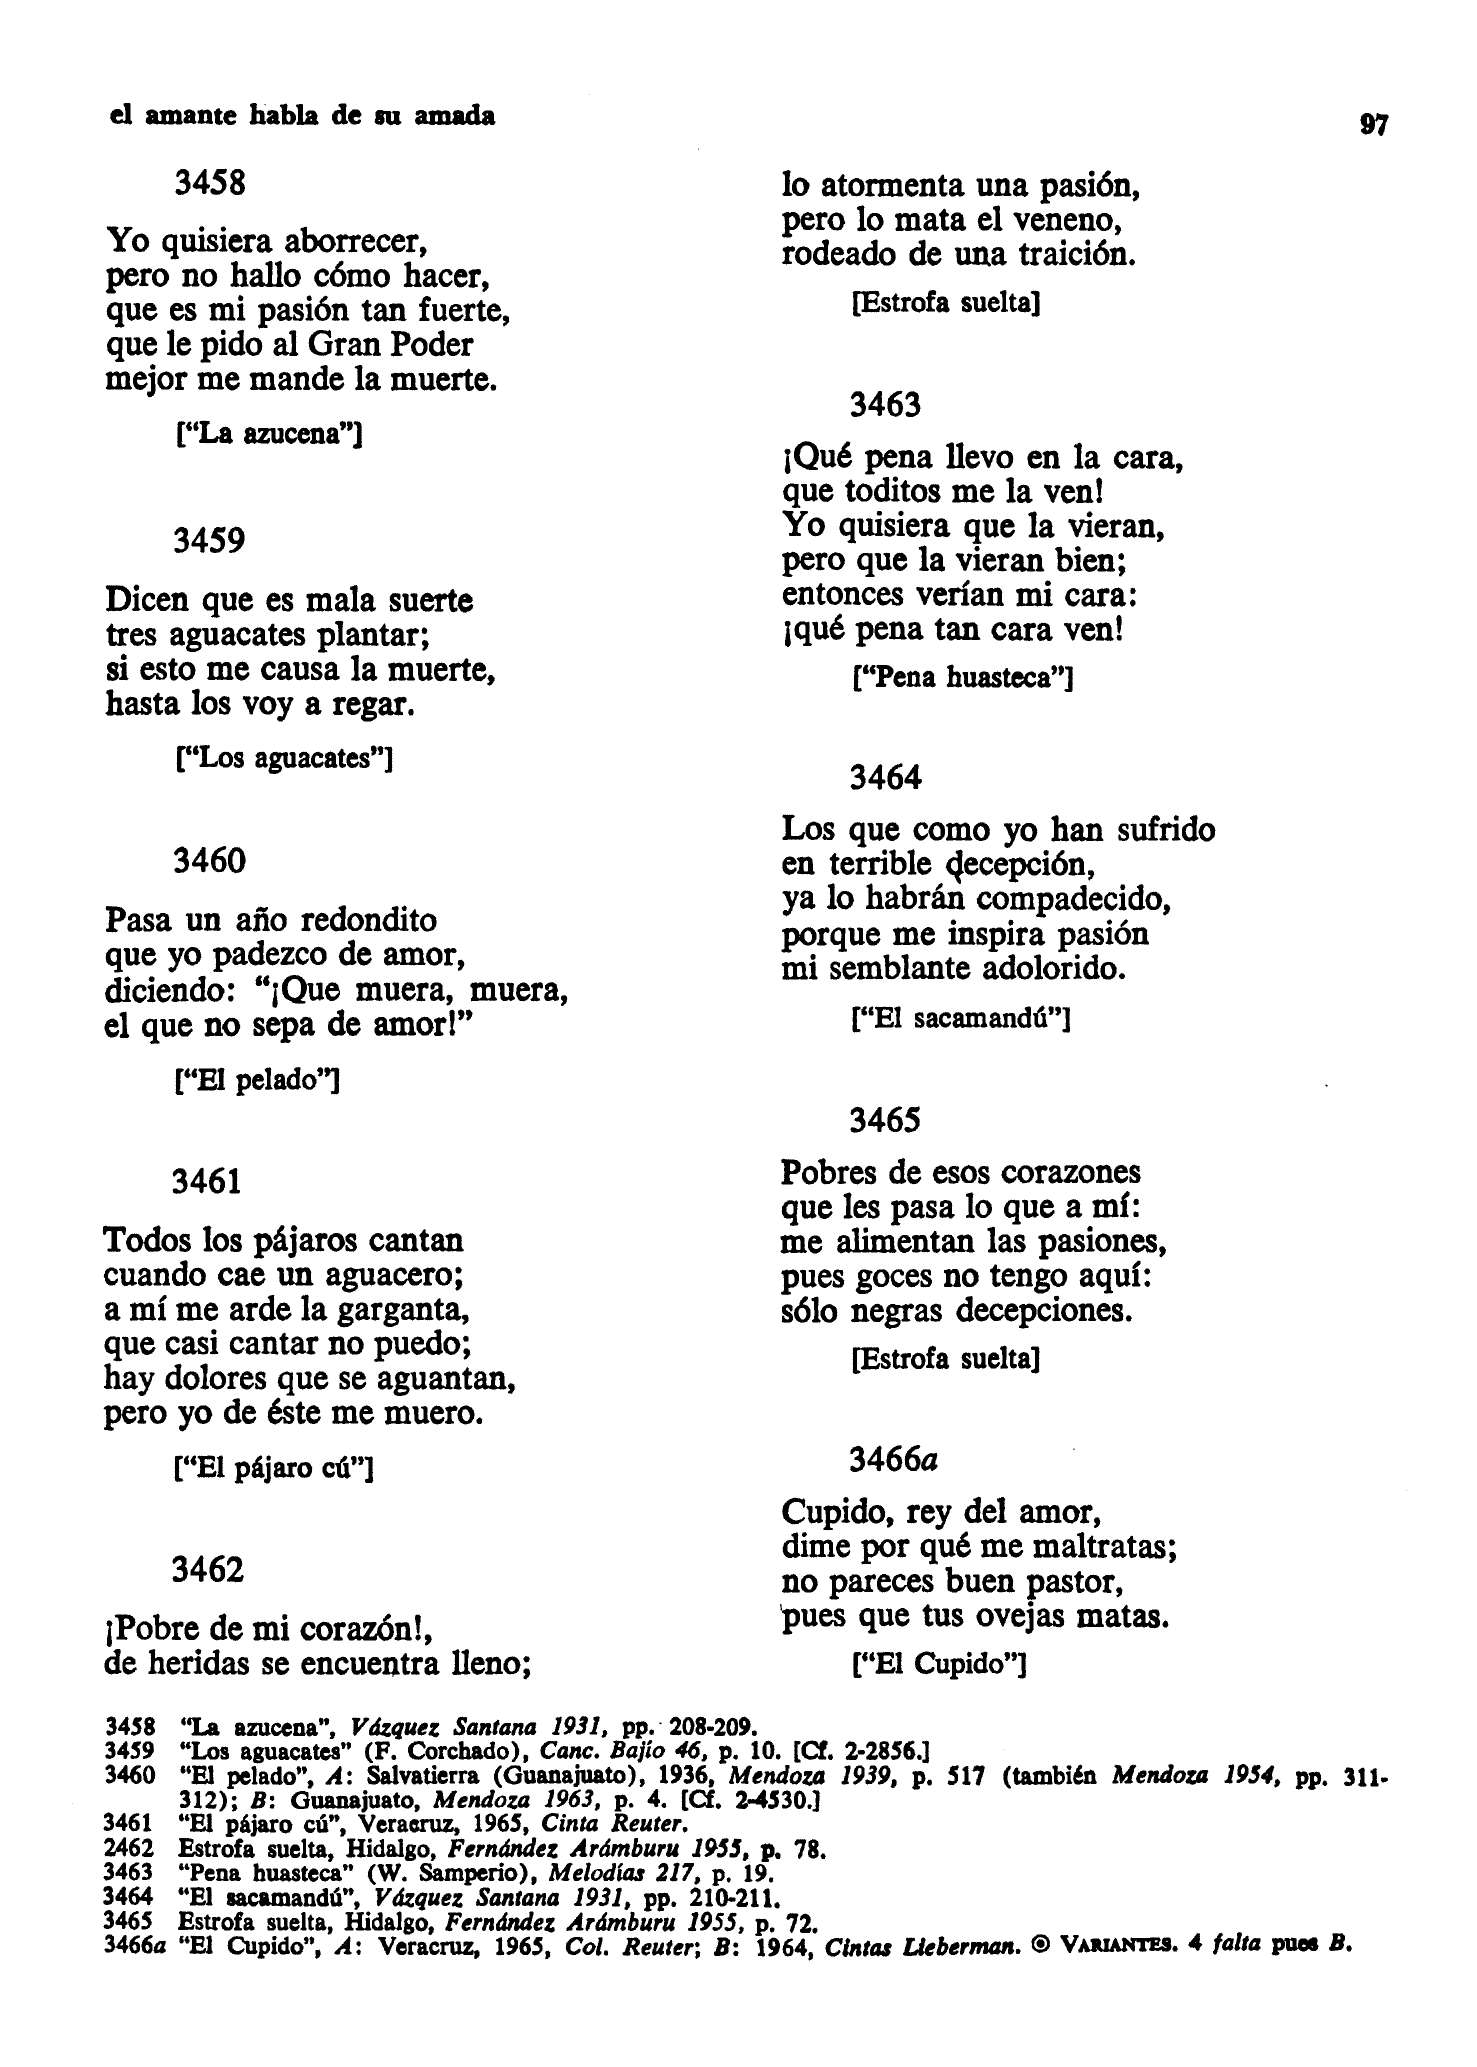 el amante habla de su amada
97
3458
Yo quisiera aborrecer,
pero no hallo cómo hacer,
que es mi pasión tan fuerte,
que le pido al Gran Poder
mejor me mande la muerte.
[“La azucena”]
3459
Dicen que es mala suerte
tres aguacates plantar;
si esto me causa la muerte,
hasta los voy a regar.
[“Los aguacates”]
3460
Pasa un año redondito
que yo padezco de amor,
diciendo: “¡Que muera, muera,
el que no sepa de amor!”
[“El pelado”]
3461
Todos los pájaros cantan
cuando cae un aguacero;
a mí me arde la garganta,
que casi cantar no puedo;
hay dolores que se aguantan,
pero yo de éste me muero.
[“El pájaro cú”]
3462
¡Pobre de mi corazón!,
de heridas se encuentra lleno;
lo atormenta una pasión,
pero lo mata el veneno,
rodeado de una traición.
[Estrofa suelta]
3463
¡Qué pena llevo en la cara,
que toditos me la ven!
Yo quisiera que la vieran,
pero que la vieran bien;
entonces verían mi cara:
¡qué pena tan cara ven!
[“Pena huasteca”]
3464
Los que como yo han sufrido
en terrible decepción,
ya lo habrán compadecido,
porque me inspira pasión
mi semblante adolorido.
[“El sacamandú”]
3465
Pobres de esos corazones
que les pasa lo que a mí:
me alimentan las pasiones,
pues goces no tengo aquí:
sólo negras decepciones.
[Estrofa suelta]
3466a
Cupido, rey del amor,
dime por qué me maltratas;
no pareces buen pastor,
pues que tus ovejas matas.
[“El Cupido”]
3458 “La azucena”, Vázquez Santana 1931, pp. 208-209.
3459 “Los aguacates” (F. Corchado), Canc. Bajío 46, p. 10. [Cf. 2-2856.]
3460 “El pelado”, A: Salvatierra (Guanajuato), 1936, Mendoza 1939, p. 517 (también Mendoza 1954, pp. 311-
312); B: Guanajuato, Mendoza 1963, p. 4. [Cf. 2-4530.]
3461 “El pájaro cú”, Veracruz, 1965, Cinta Reuter.
2462 Estrofa suelta, Hidalgo, Fernández Arámburu 1955, p. 78.
3463 “Pena huasteca” (W. Samperio), Melodías 217, p. 19.
3464 “El sacamandú”, Vázquez Santana 1931, pp. 210-211.
3465 Estrofa suelta, Hidalgo, Fernández Arámburu 1955, p. 72.
3466a “El Cupido”, A: Veracruz, 1965, Col. Reuter; B: 1964, Cintas Lieberman. ⊙ VARIANTES. 4 falta pues B.